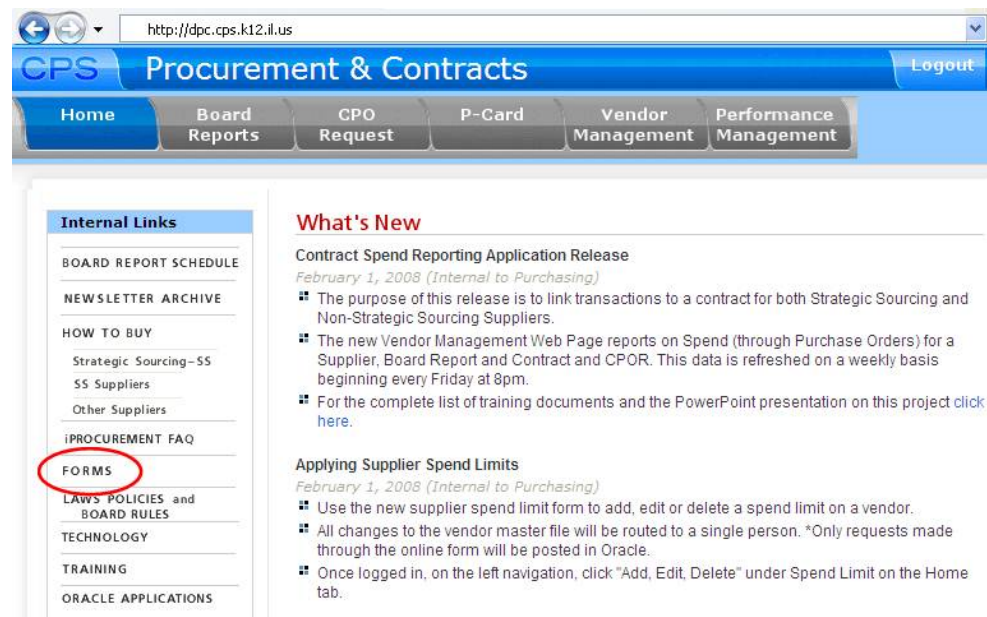 http://dpc.cps.k12.il.us
CPS Procurement & Contracts Logout
Home Board Reports CPO Request P-Card Vendor Management Performance Management
Internal Links
BOARD REPORT SCHEDULE
NEWSLETTER ARCHIVE
HOW TO BUY
Strategic Sourcing-SS
SS Suppliers
Other Suppliers
iPROCUREMENT FAQ
FORMS
LAWS POLICIES and
BOARD RULES
TECHNOLOGY
TRAINING
ORACLE APPLICATIONS
What's New
Contract Spend Reporting Application Release
February 1, 2008 (Internal to Purchasing)
The purpose of this release is to link transactions to a contract for both Strategic Sourcing and
Non-Strategic Sourcing Suppliers.
The new Vendor Management Web Page reports on Spend (through Purchase Orders) for a
Supplier, Board Report and Contract and CPOR. This data is refreshed on a weekly basis
beginning every Friday at 8pm.
For the complete list of training documents and the PowerPoint presentation on this project click
here.
Applying Supplier Spend Limits
February 1, 2008 (Internal to Purchasing)
Use the new supplier spend limit form to add, edit or delete a spend limit on a vendor.
All changes to the vendor master file will be routed to a single person. *Only requests made
through the online form will be posted in Oracle.
Once logged in, on the left navigation, click "Add, Edit, Delete" under Spend Limit on the Home
tab.